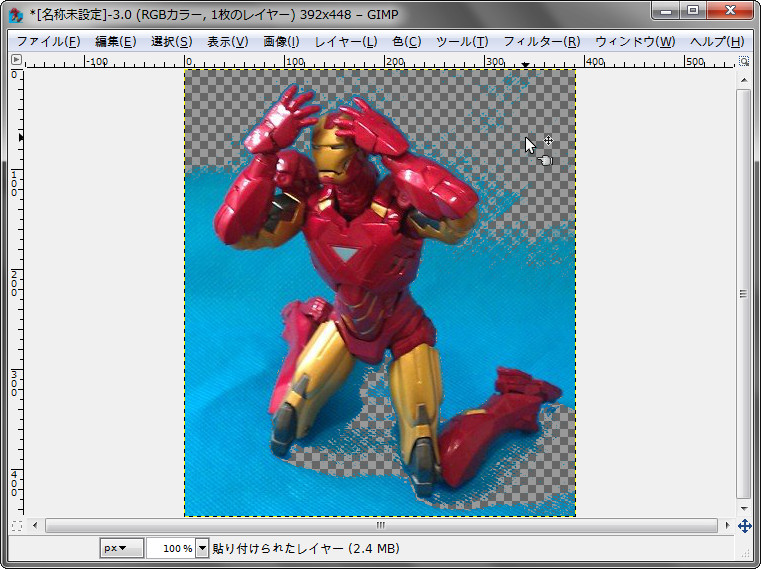 *[名称未設定]-3.0 (RGBカラー, 1枚のレイヤー) 392x448 – GIMP
ファイル(F) 編集(E) 選択(S) 表示(V) 画像(I) レイヤー(L) 色(C) ツール(T) フィルター(R) ウィンドウ(W) ヘルプ(H)
-100 0 100 200 300 400 500
0
100
200
300
400
px 100 % 貼り付けられたレイヤー (2.4 MB)